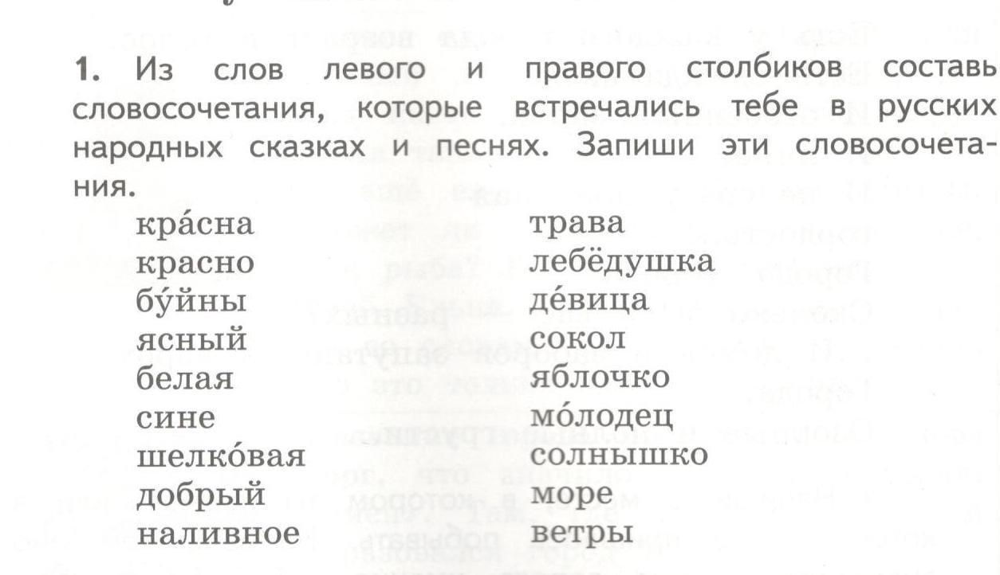 1. Из слов левого и правого столбиков составь
словосочетания, которые встречались тебе в русских
народных сказках и песнях. Запиши эти словосочета-
ния.
кра́сна трава
красно лебёдушка
бу́йны де́вица
ясный сокол
белая яблочко
сине мо́лодец
шелко́вая солнышко
добрый море
наливное ветры